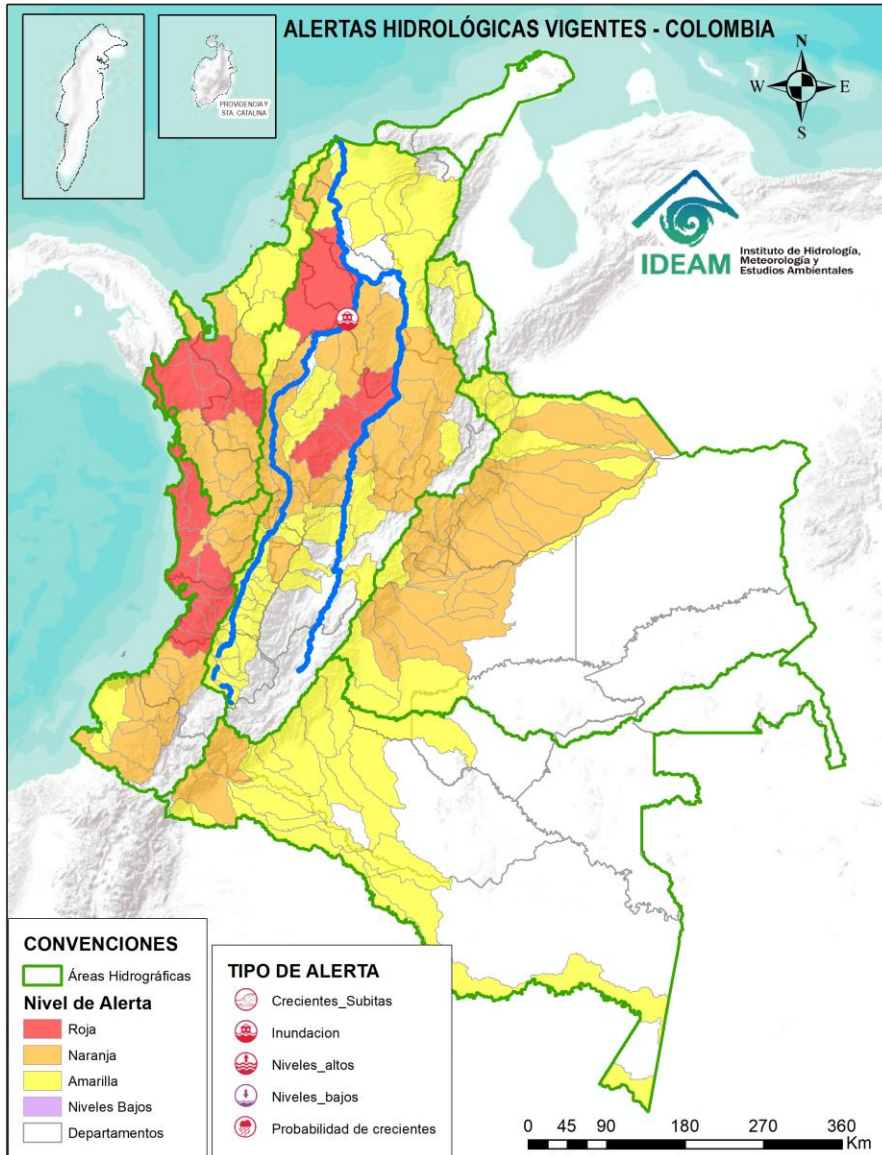 ALERTAS HIDROLÓGICAS VIGENTES - COLOMBIA
PROVIDENCIA Y
STA. CATALINA
N
W
E
S
IDEAM
Instituto de Hidrología,
Meteorología y
Estudios Ambientales
CONVENCIONES
Áreas Hidrográficas
Nivel de Alerta
Roja
Naranja
Amarilla
Niveles Bajos
Departamentos
TIPO DE ALERTA
Crecientes_Subitas
Inundacion
Niveles_altos
Niveles_bajos
Probabilidad de crecientes
0 45 90 180 270 360
Km